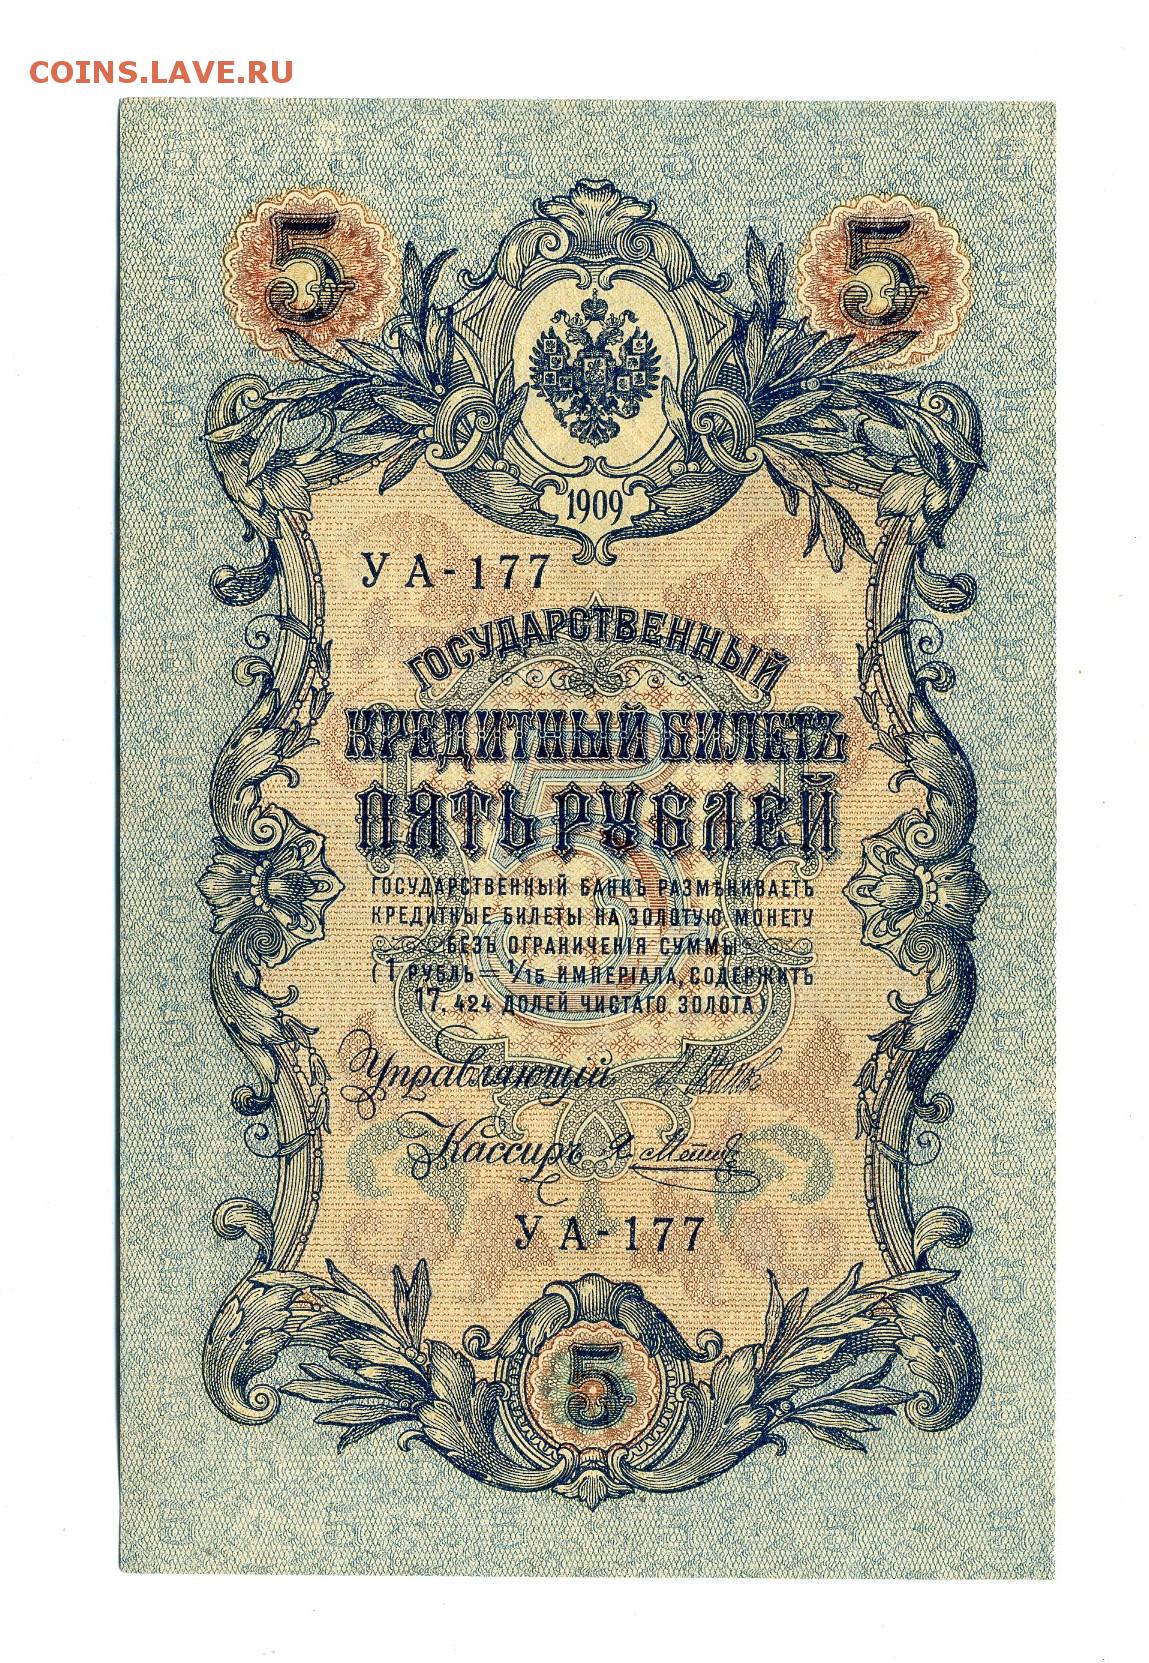 COINS.LAVE.RU
5 5
1909
УА-177
ГОСУДАРСТВЕННЫЙ
КРЕДИТНЫЙ БИЛЕТЪ
ПЯТЬ РУБЛЕЙ
5
ГОСУДАРСТВЕННЫЙ БАНКЪ РАЗМѢНИВАЕТЪ
КРЕДИТНЫЕ БИЛЕТЫ НА ЗОЛОТУЮ МОНЕТУ
БЕЗЪ ОГРАНИЧЕНІЯ СУММЫ
(1 РУБЛЬ = 1/15 ИМПЕРІАЛА, СОДЕРЖИТЪ
17,424 ДОЛЕЙ ЧИСТАГО ЗОЛОТА).
Управляющій
Кассиръ
УА-177
5